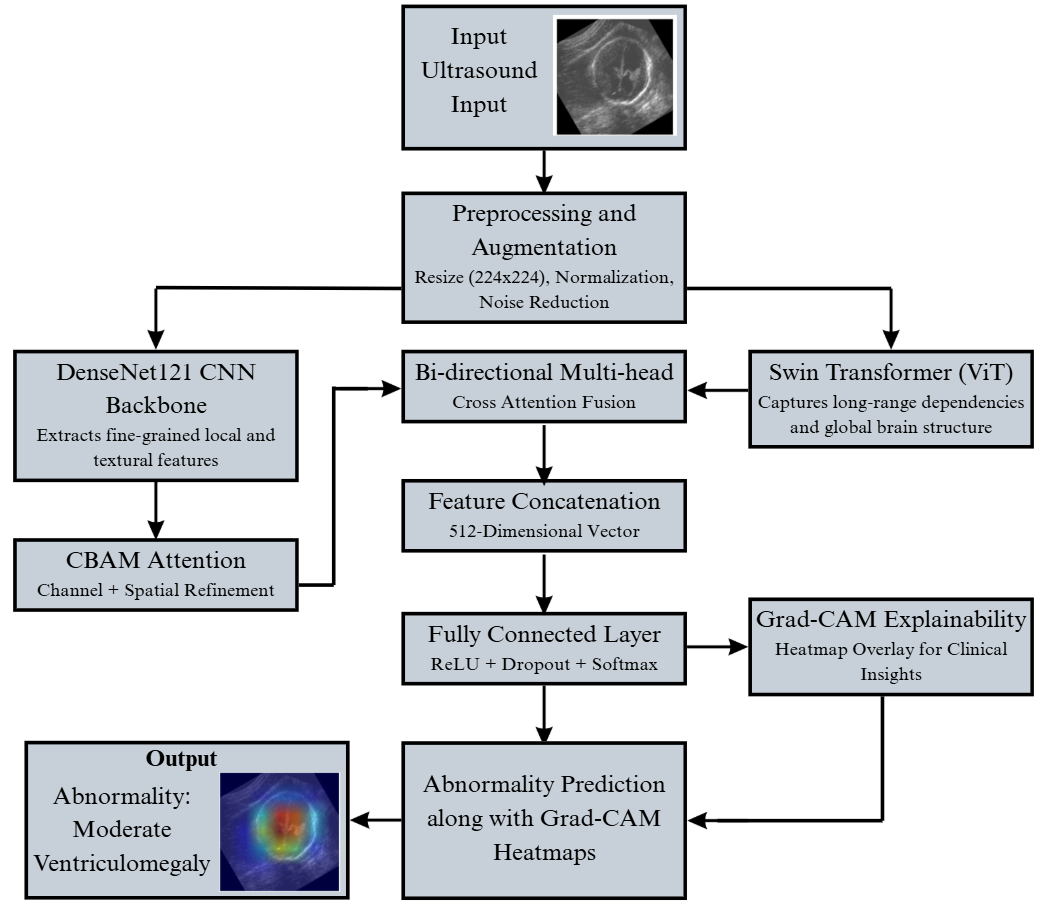 Input
Ultrasound
Input
Preprocessing and
Augmentation
Resize (224x224), Normalization,
Noise Reduction
DenseNet121 CNN
Backbone
Extracts fine-grained local and
textural features
Bi-directional Multi-head
Cross Attention Fusion
Swin Transformer (ViT)
Captures long-range dependencies
and global brain structure
Feature Concatenation
512-Dimensional Vector
CBAM Attention
Channel + Spatial Refinement
Fully Connected Layer
ReLU + Dropout + Softmax
Grad-CAM Explainability
Heatmap Overlay for Clinical
Insights
Abnormality Prediction
along with Grad-CAM
Heatmaps
Output
Abnormality:
Moderate
Ventriculomegaly